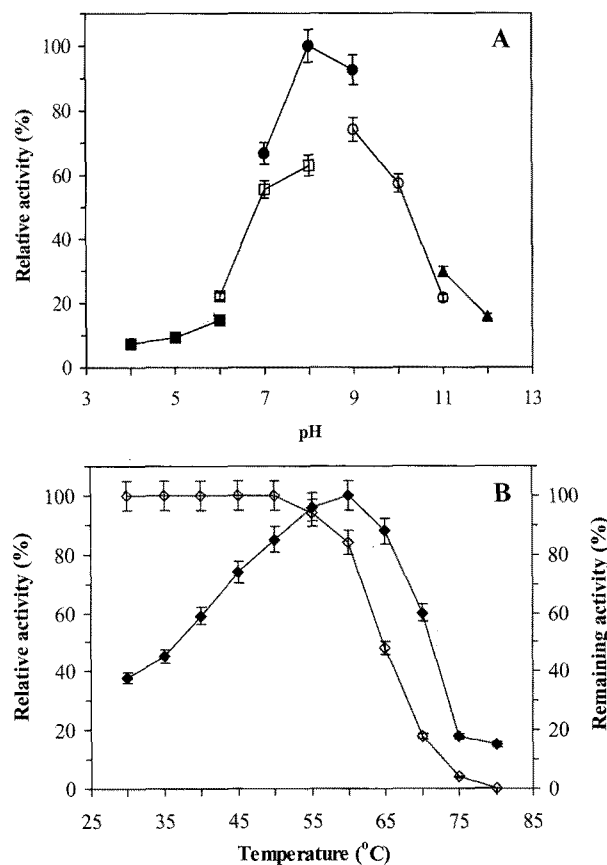 A
Relative activity (%)
100
80
60
40
20
0
3 5 7 9 11 13
pH
B
Relative activity (%)
Remaining activity (%)
100 100
80 80
60 60
40 40
20 20
0 0
25 35 45 55 65 75 85
Temperature (°C)